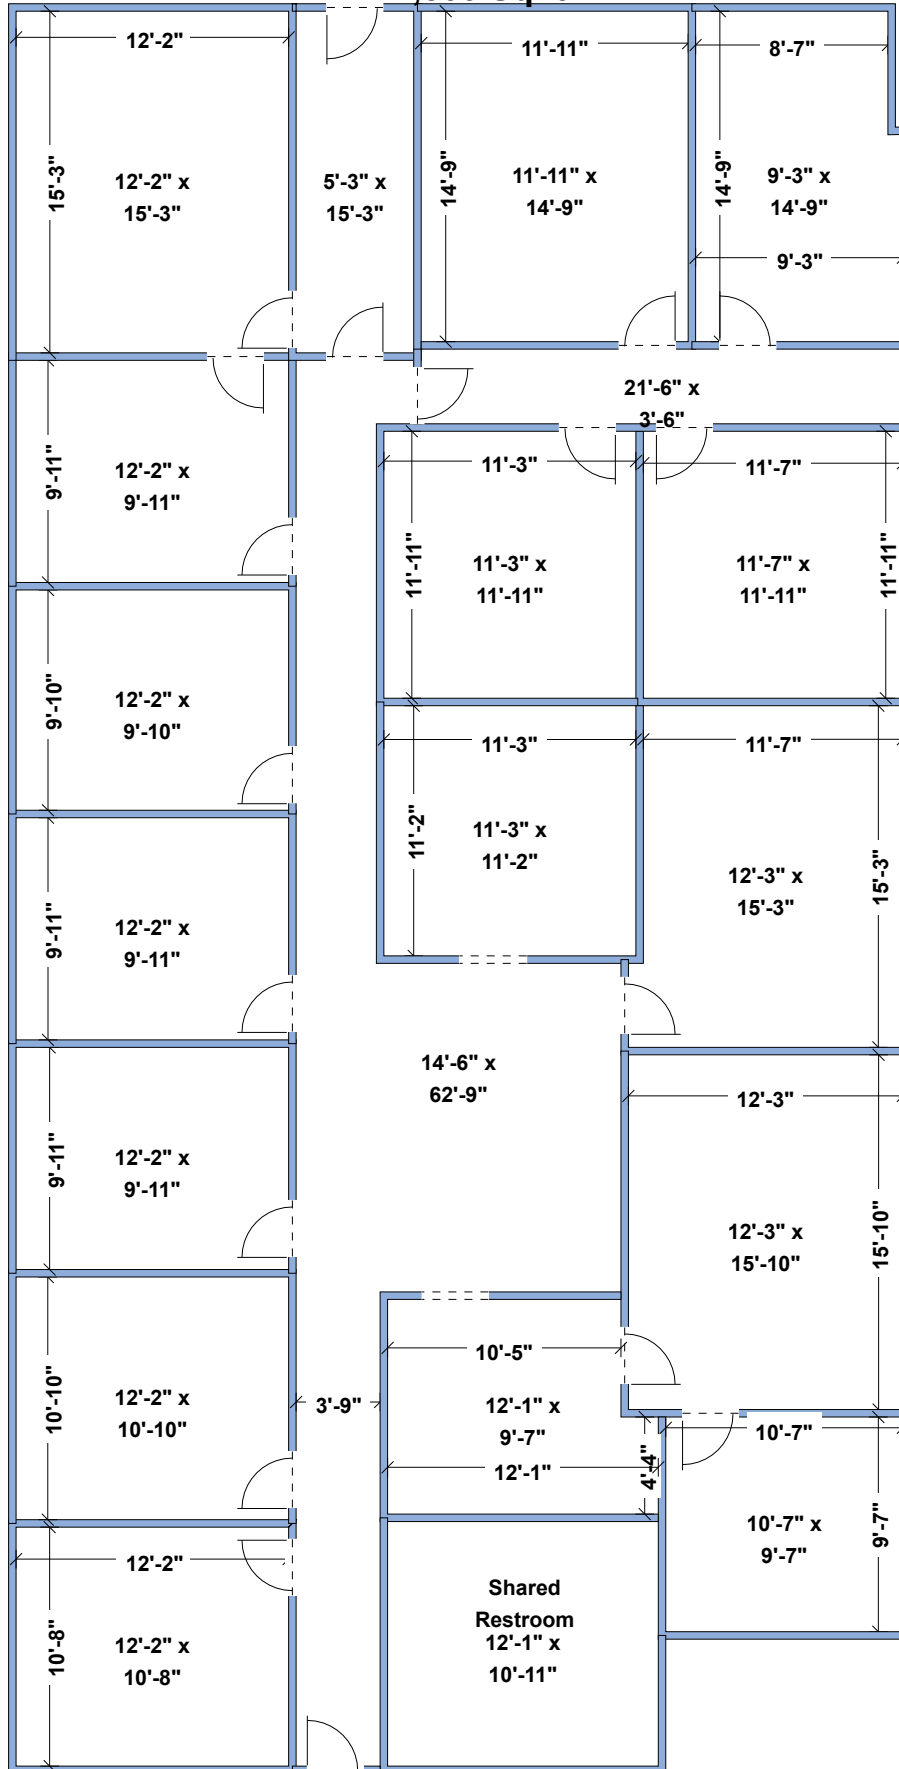 12'-2"
11'-11"
8'-7"
15'-3"
12'-2" x
15'-3"
5'-3" x
15'-3"
14'-9"
11'-11" x
14'-9"
14'-9"
9'-3" x
14'-9"
9'-3"
21'-6" x
3'-6"
9'-11"
12'-2" x
9'-11"
11'-3"
11'-7"
11'-11"
11'-3" x
11'-11"
11'-7" x
11'-11"
11'-11"
9'-10"
12'-2" x
9'-10"
11'-3"
11'-7"
11'-2"
11'-3" x
11'-2"
12'-3" x
15'-3"
15'-3"
9'-11"
12'-2" x
9'-11"
14'-6" x
62'-9"
12'-3"
9'-11"
12'-2" x
9'-11"
12'-3" x
15'-10"
15'-10"
10'-5"
10'-10"
12'-2" x
10'-10"
3'-9"
12'-1" x
9'-7"
12'-1"
4'-4"
10'-7"
10'-7" x
9'-7"
9'-7"
12'-2"
10'-8"
12'-2" x
10'-8"
Shared
Restroom
12'-1" x
10'-11"